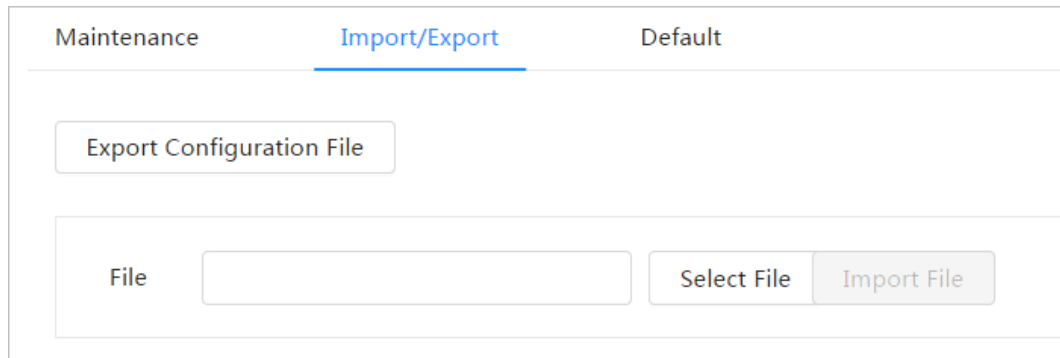 Maintenance Import/Export Default
Export Configuration File
File Select File Import File